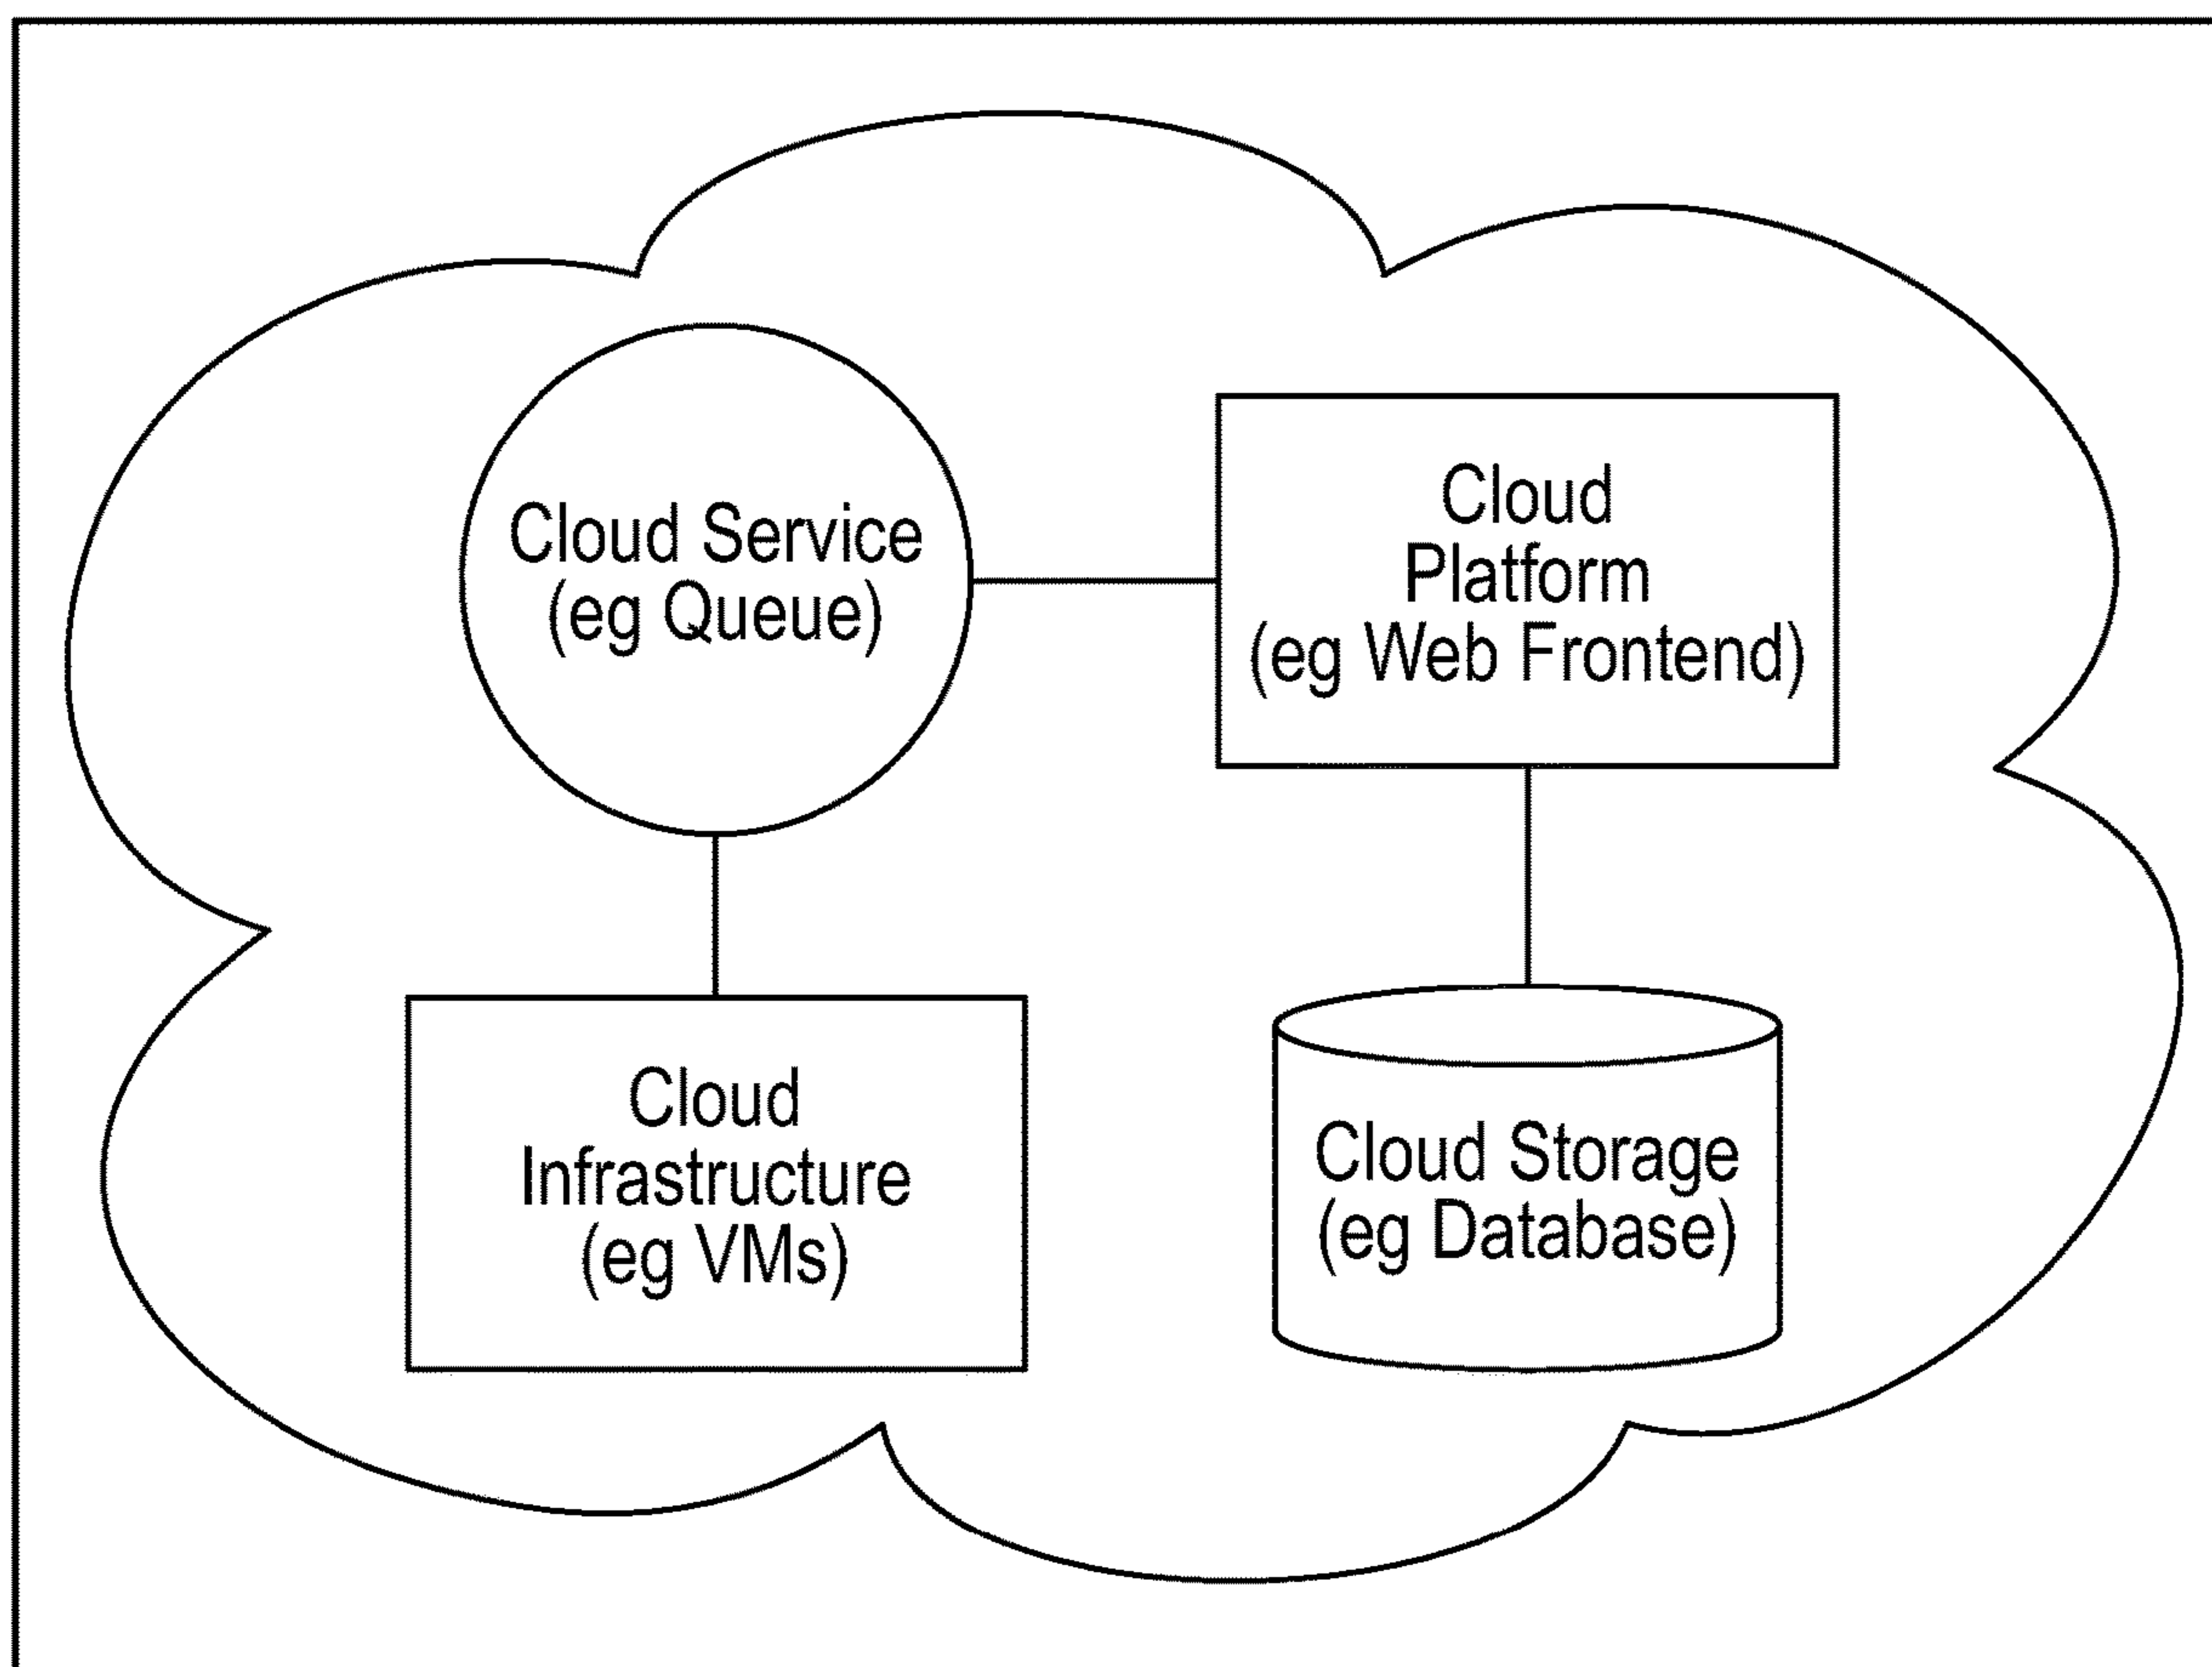 Cloud Service
(eg Queue)
Cloud
Platform
(eg Web Frontend)
Cloud
Infrastructure
(eg VMs)
Cloud Storage
(eg Database)